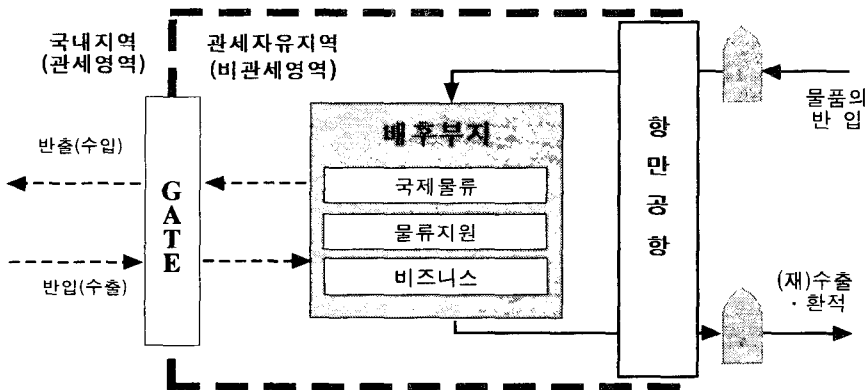 국내지역
(관세영역)
관세자유지역
(비관세영역)
물품의
반 입
배후부지
국제물류
물류지원
비즈니스
항만공항
반출(수입)
GATE
반입(수출)
(재)수출
·환적